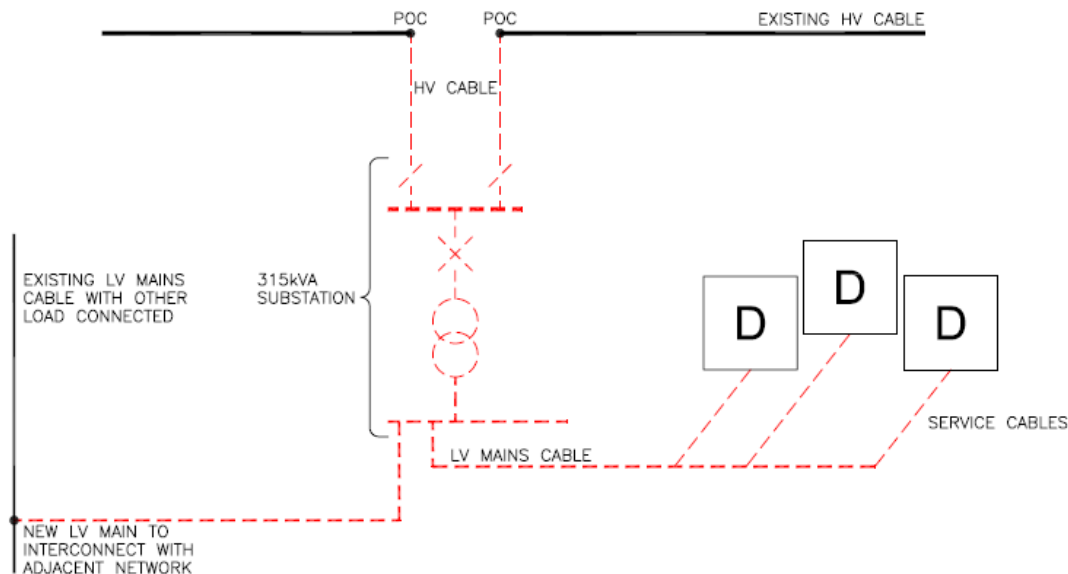 POC
POC
EXISTING HV CABLE
HV CABLE
EXISTING LV MAINS
CABLE WITH OTHER
LOAD CONNECTED
315kVA
SUBSTATION
D
D
D
SERVICE CABLES
LV MAINS CABLE
NEW LV MAIN TO
INTERCONNECT WITH
ADJACENT NETWORK